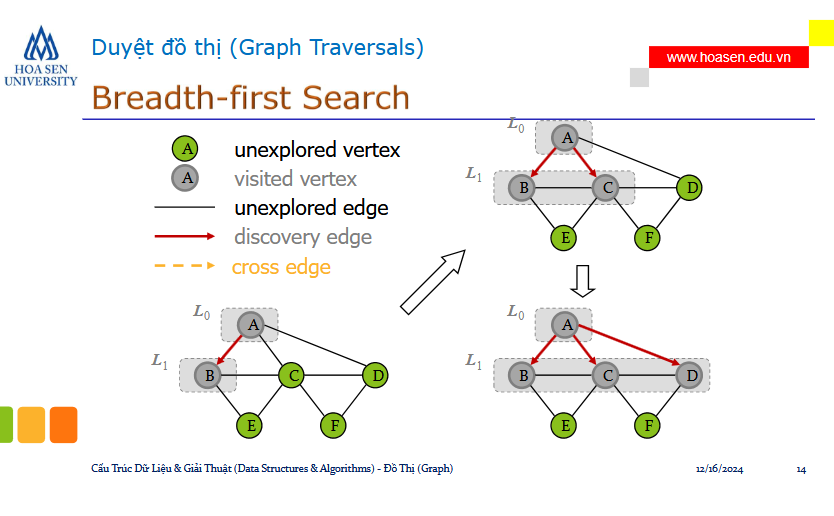 HOA SEN
UNIVERSITY
Duyệt đồ thị (Graph Traversals)
www.hoasen.edu.vn
Breadth-first Search
A unexplored vertex
A visited vertex
unexplored edge
discovery edge
cross edge
L0
A
L1
B C D
E F
L0
A
L1
B C D
E F
L0
A
L1
B C D
E F
Cấu Trúc Dữ Liệu & Giải Thuật (Data Structures & Algorithms) - Đồ Thị (Graph)
12/16/2024
14